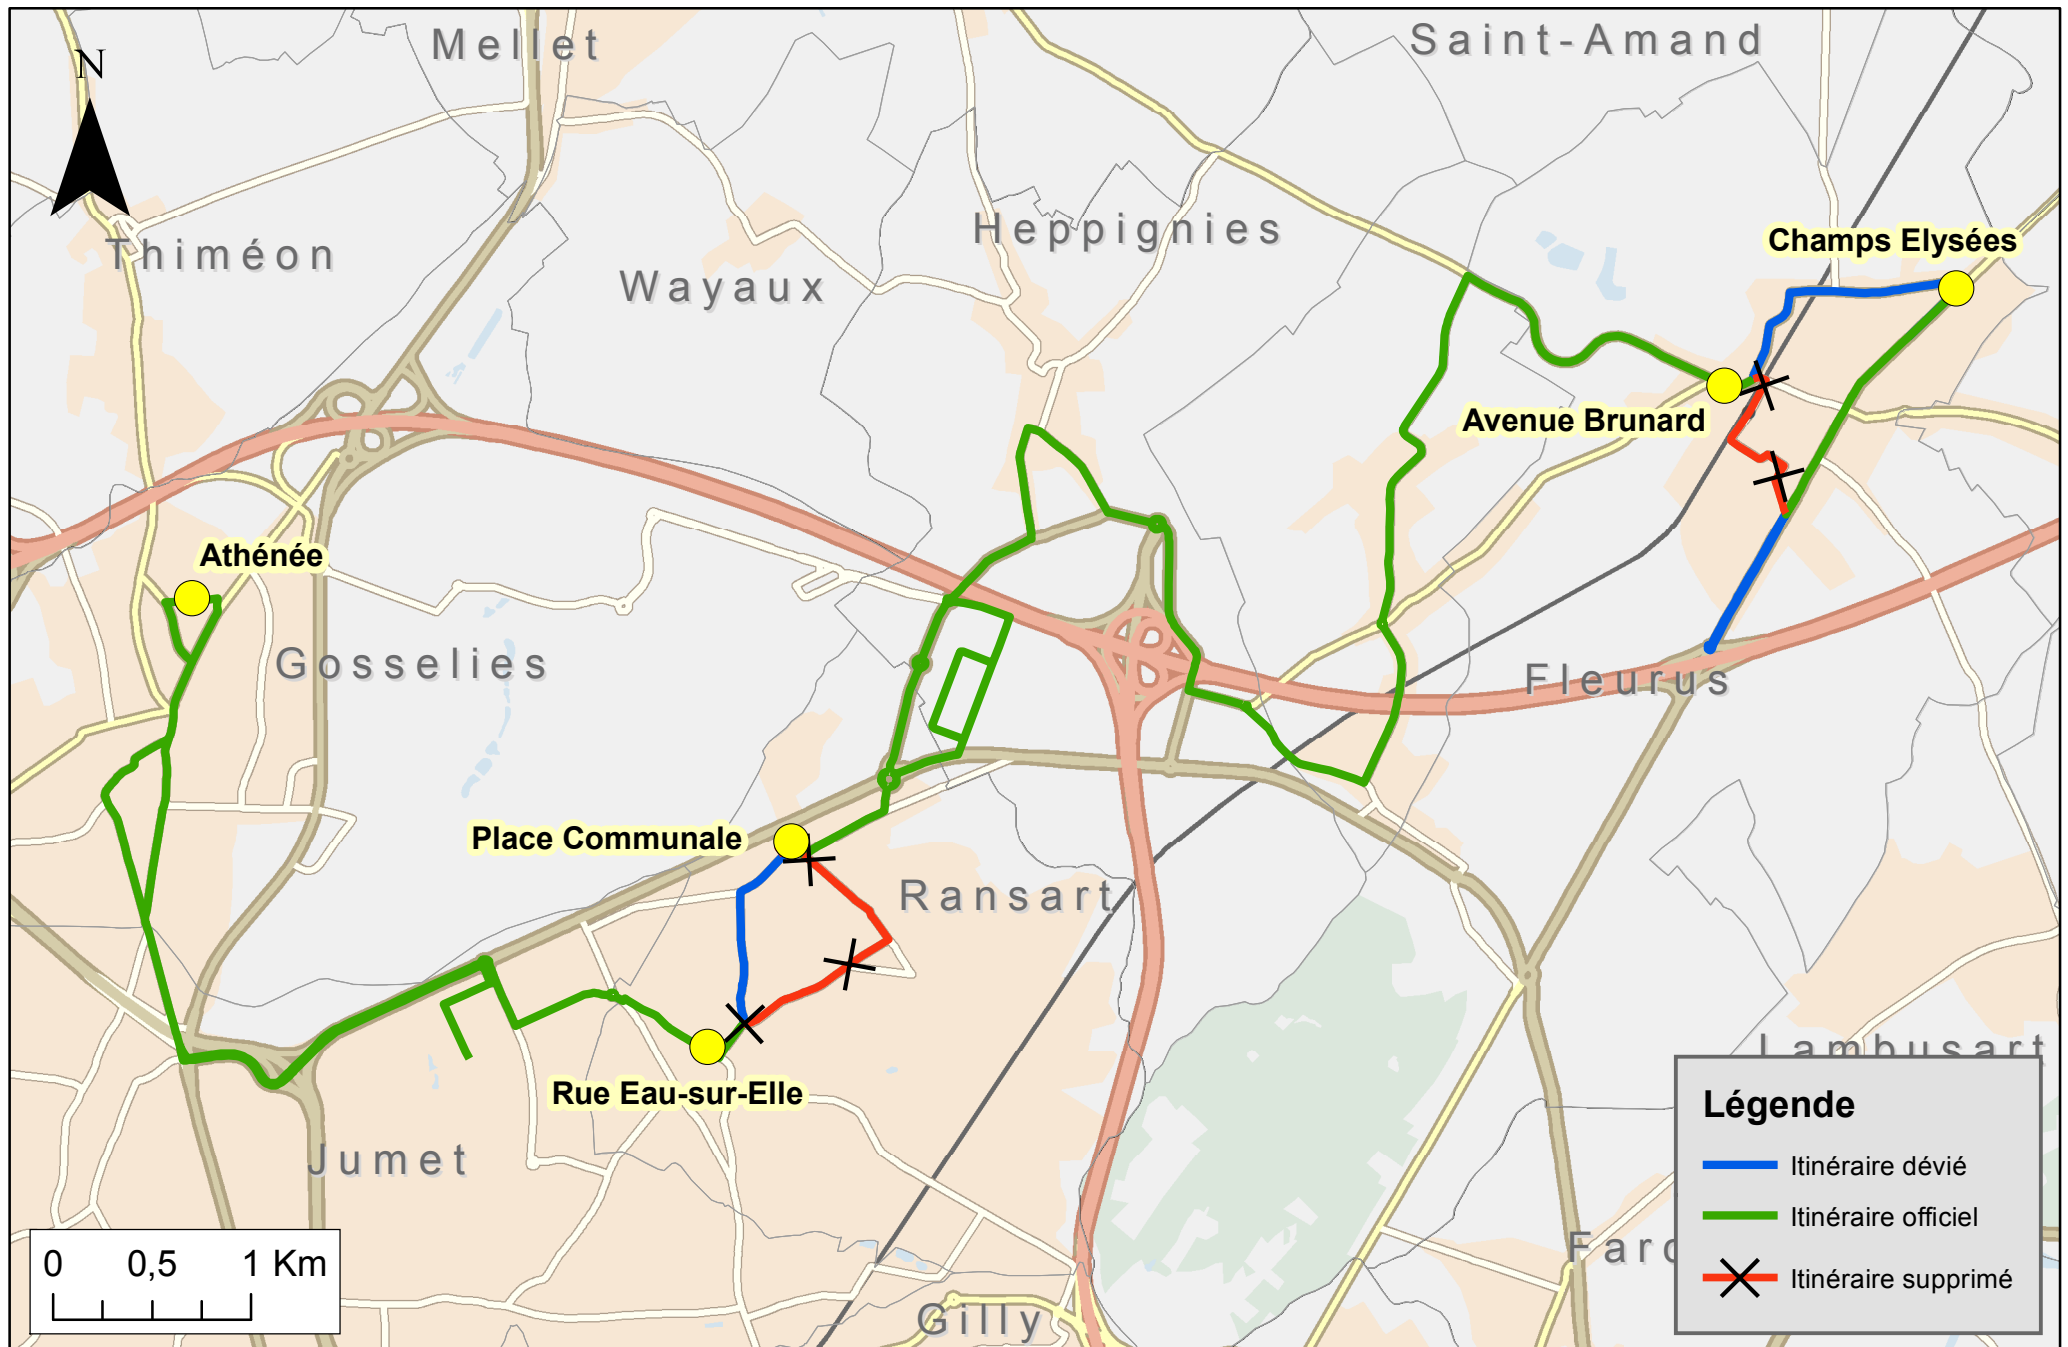 Mellet
Saint-Amand
N
Heppignies
Champs Elysées
Thiméon
Wayaux
Avenue Brunard
Athénée
Gosselies
Fleurus
Place Communale
Ransart
Lambusart
Rue Eau-sur-Elle
Légende
Jumet
Itinéraire dévié
Itinéraire officiel
Farc
0 0,5 1 Km
Itinéraire supprimé
Gilly